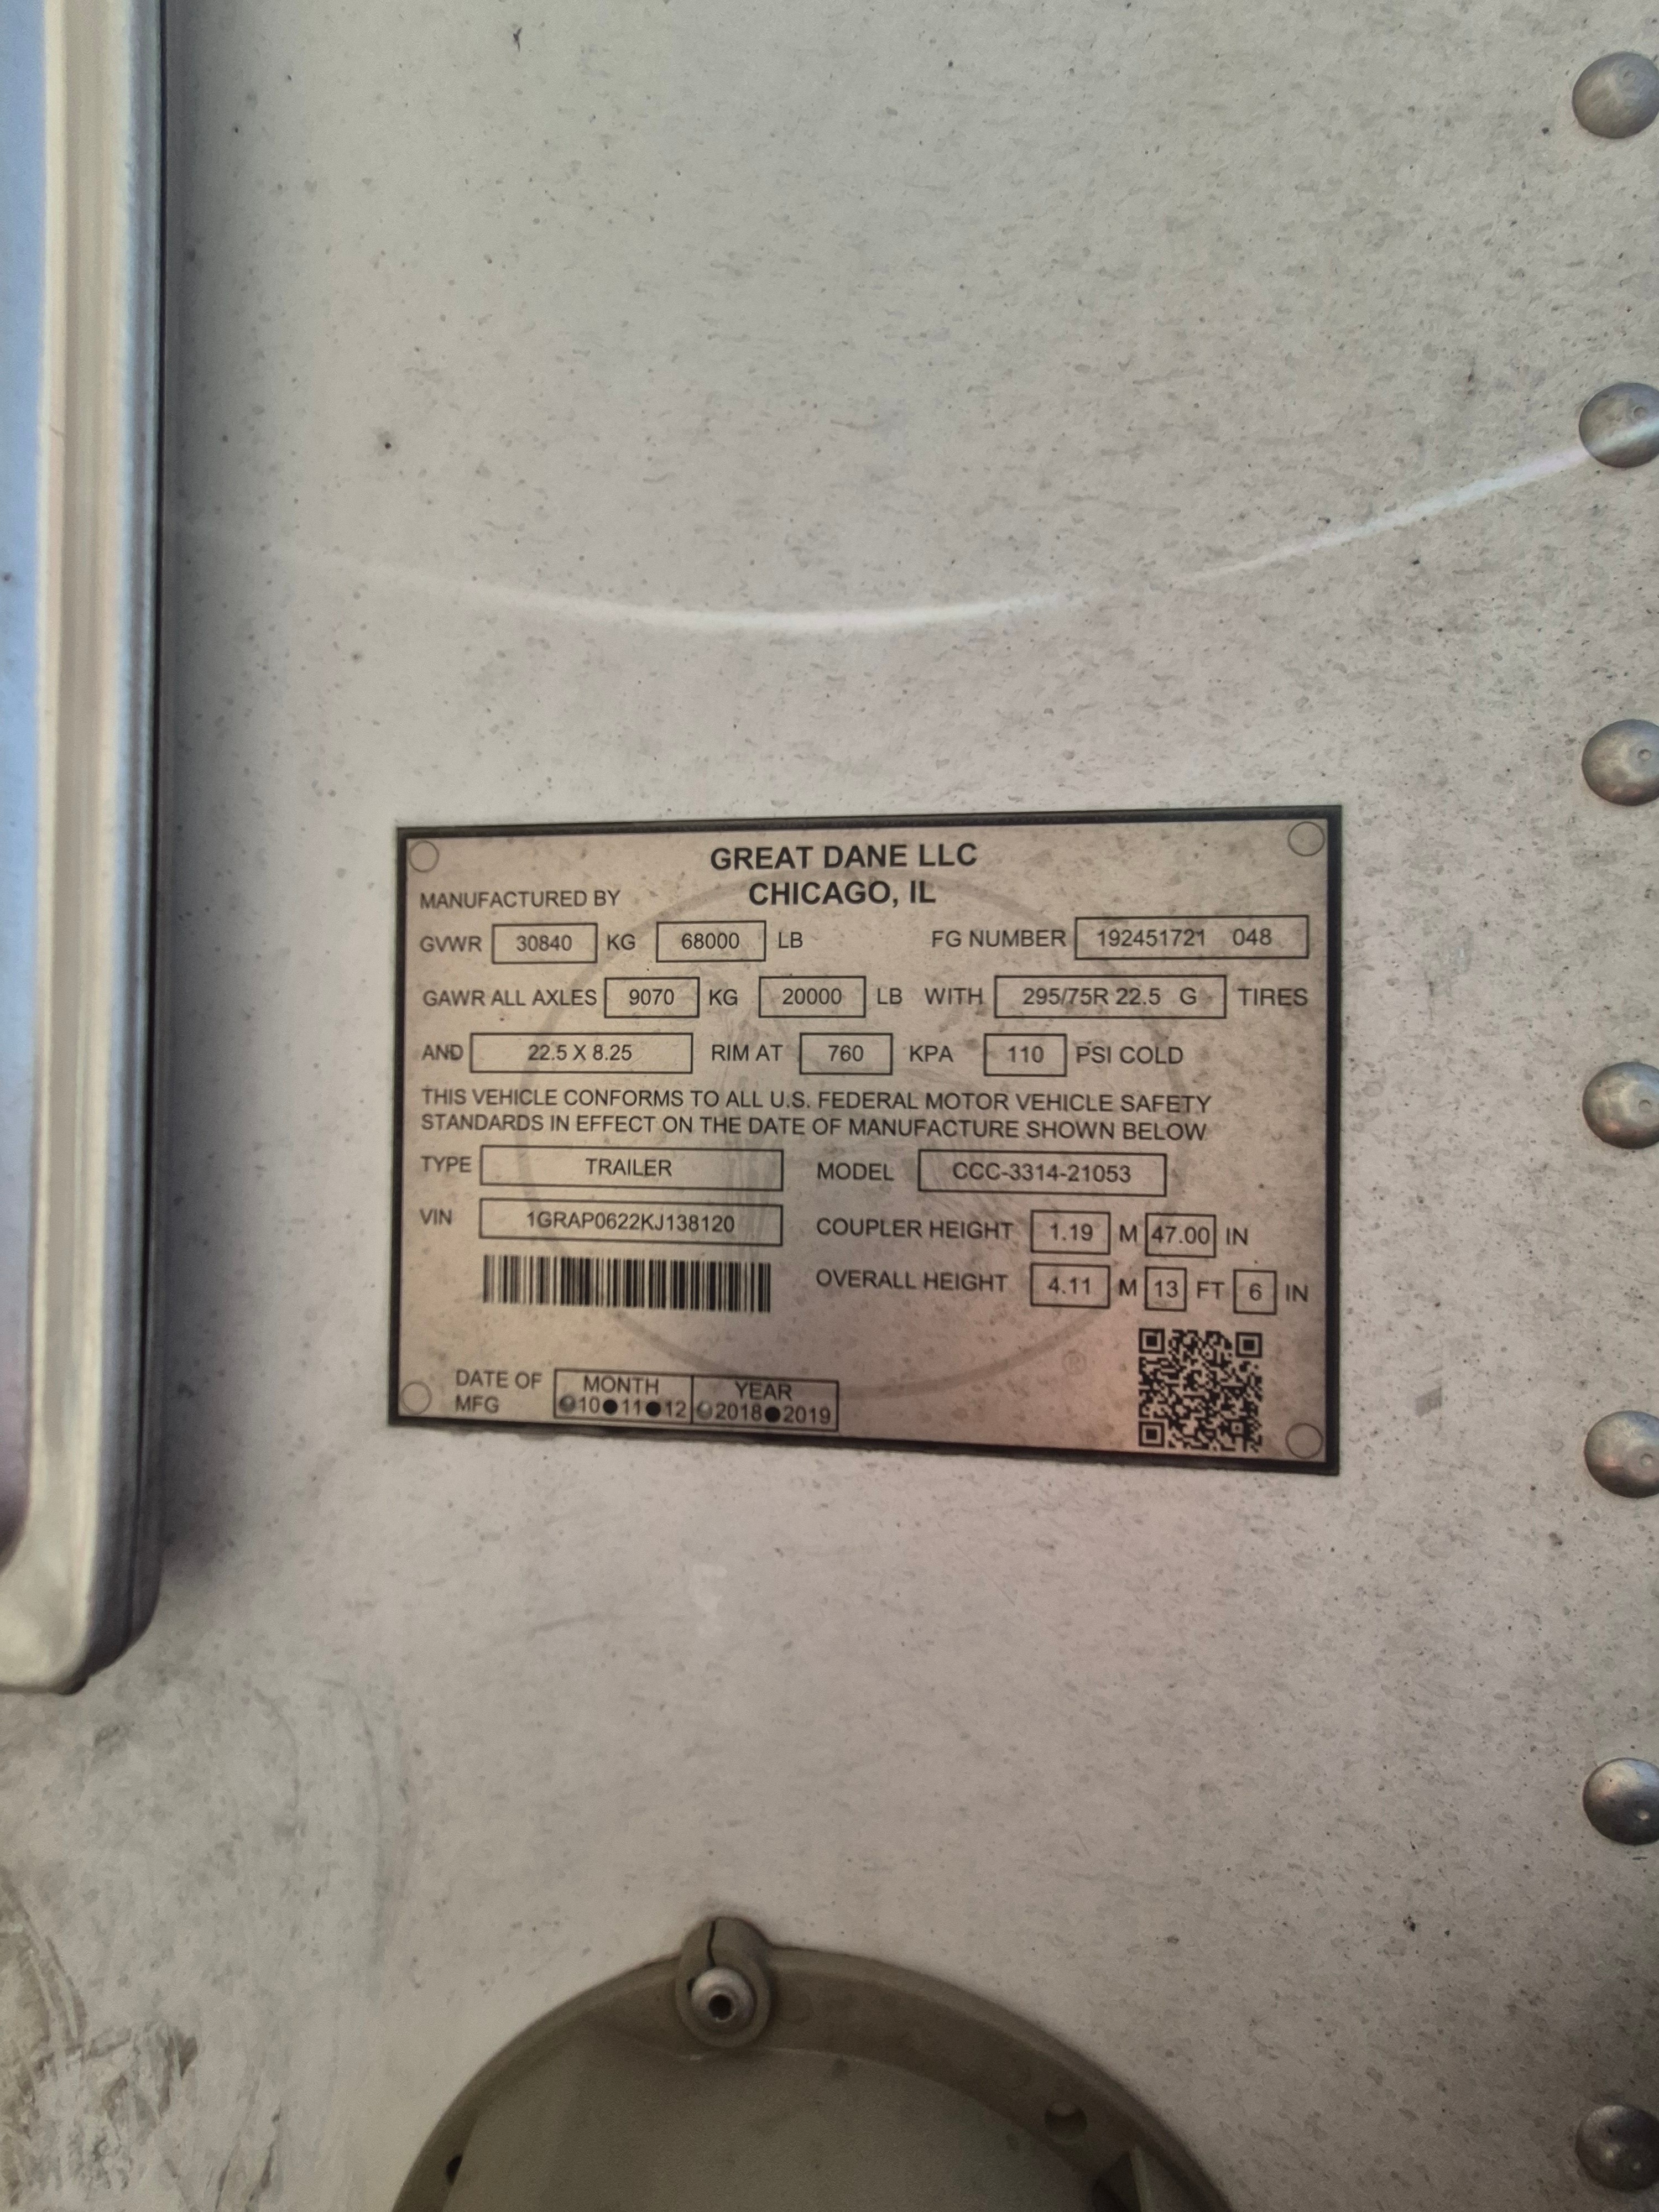 GREAT DANE LLC
MANUFACTURED BY CHICAGO, IL
GVWR 30840 KG 68000 LB FG NUMBER 192451721 048
GAWR ALL AXLES 9070 KG 20000 LB WITH 295/75R 22.5 G TIRES
AND 22.5 X 8.25 RIM AT 760 KPA 110 PSI COLD
THIS VEHICLE CONFORMS TO ALL U.S. FEDERAL MOTOR VEHICLE SAFETY
STANDARDS IN EFFECT ON THE DATE OF MANUFACTURE SHOWN BELOW
TYPE TRAILER MODEL CCC-3314-21053
VIN 1GRAP0622KJ138120 COUPLER HEIGHT 1.19 M 47.00 IN
OVERALL HEIGHT 4.11 M 13 FT 6 IN
®
DATE OF MONTH YEAR
MFG 10 11 12 2018 2019